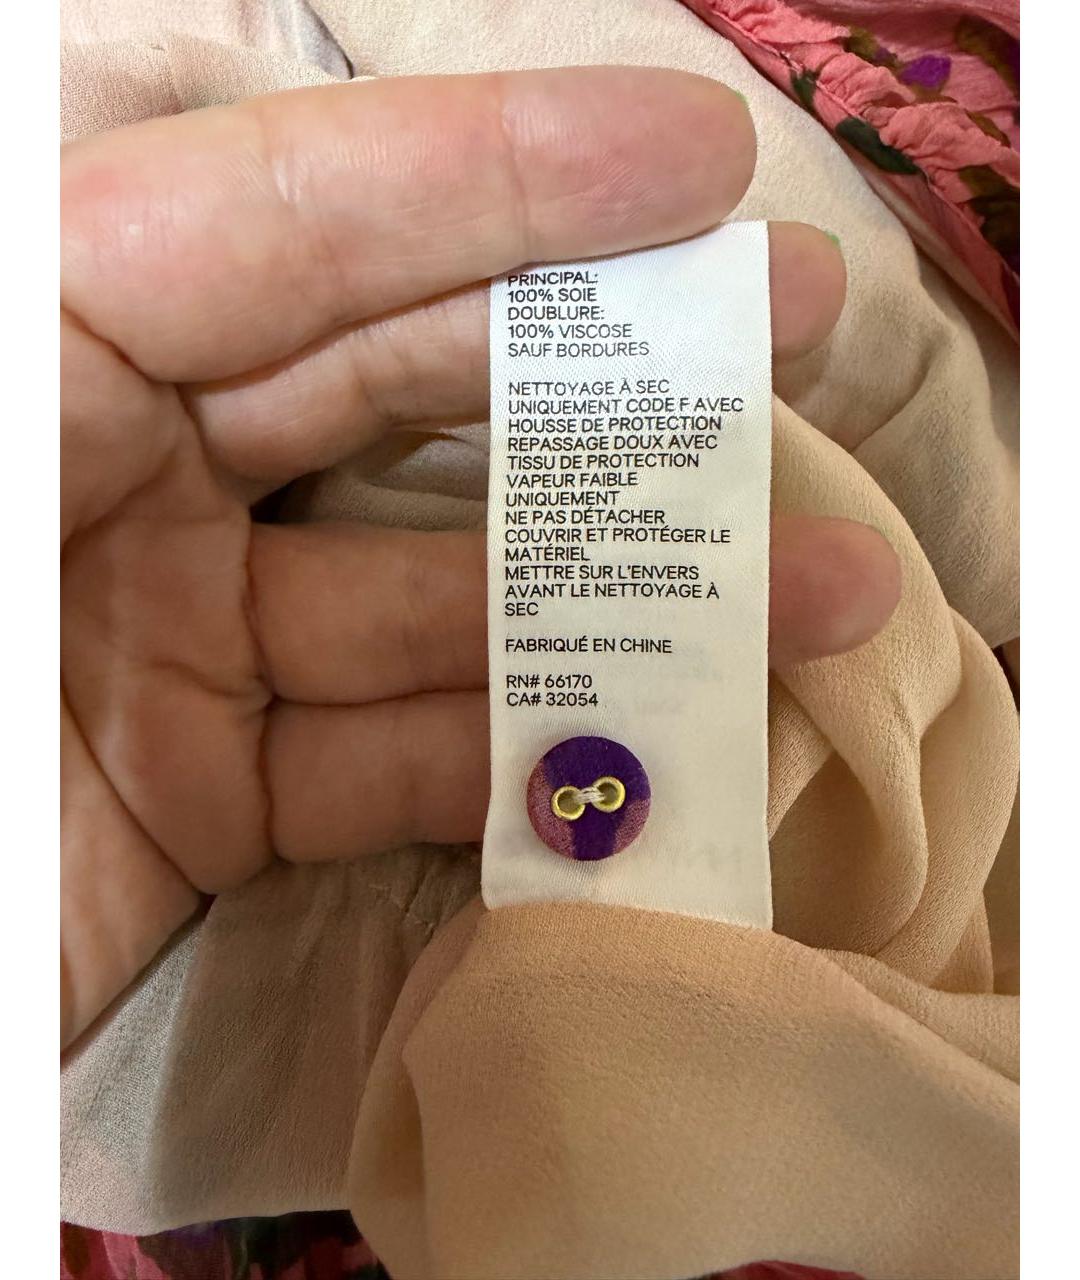 PRINCIPAL:
100% SOIE
DOUBLURE:
100% VISCOSE
SAUF BORDURES
NETTOYAGE À SEC
UNIQUEMENT CODE F AVEC
HOUSSE DE PROTECTION
REPASSAGE DOUX AVEC
TISSU DE PROTECTION
VAPEUR FAIBLE
UNIQUEMENT
NE PAS DÉTACHER
COUVRIR ET PROTÉGER LE
MATÉRIEL
METTRE SUR L'ENVERS
AVANT LE NETTOYAGE À
SEC
FABRIQUÉ EN CHINE
RN# 66170
CA# 32054